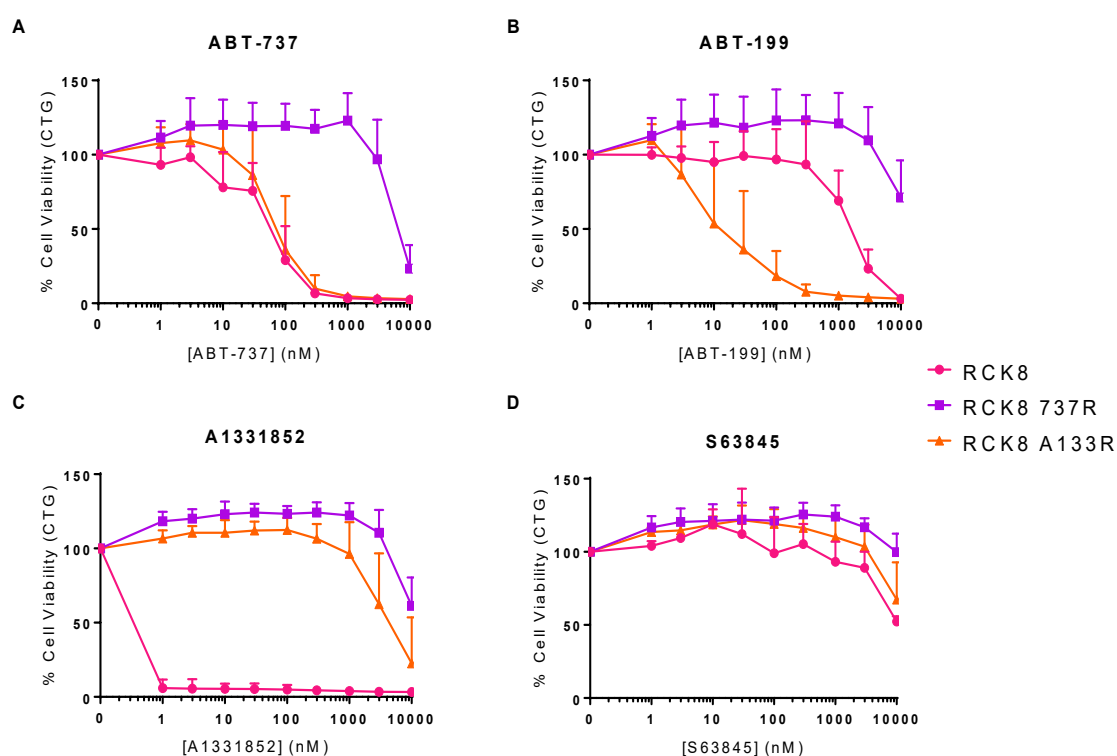 A
ABT-737
% Cell Viability (CTG)
150
100
50
0
0 1 10 100 1000 10000
[ABT-737] (nM)
B
ABT-199
% Cell Viability (CTG)
150
100
50
0
0 1 10 100 1000 10000
[ABT-199] (nM)
RCK8
RCK8 737R
RCK8 A133R
C
A1331852
% Cell Viability (CTG)
150
100
50
0
0 1 10 100 1000 10000
[A1331852] (nM)
D
S63845
% Cell Viability (CTG)
150
100
50
0
0 1 10 100 1000 10000
[S63845] (nM)